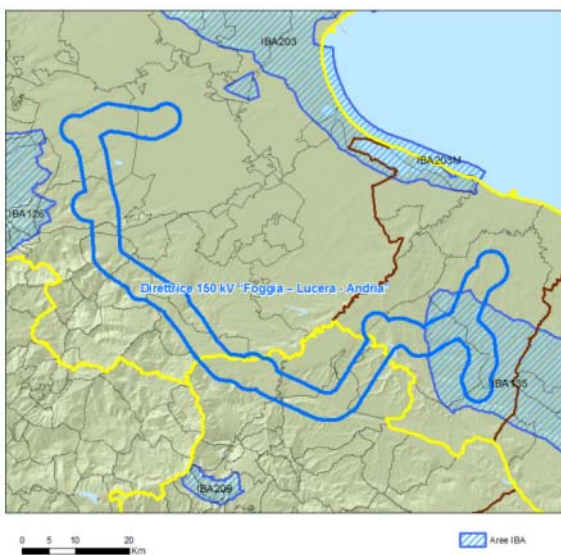 IBA203
IBA203M
IBA126
Direttrice 150 kV "Foggia – Lucera - Andria"
IBA135
IBA209
0 5 10 20
Km
Aree IBA